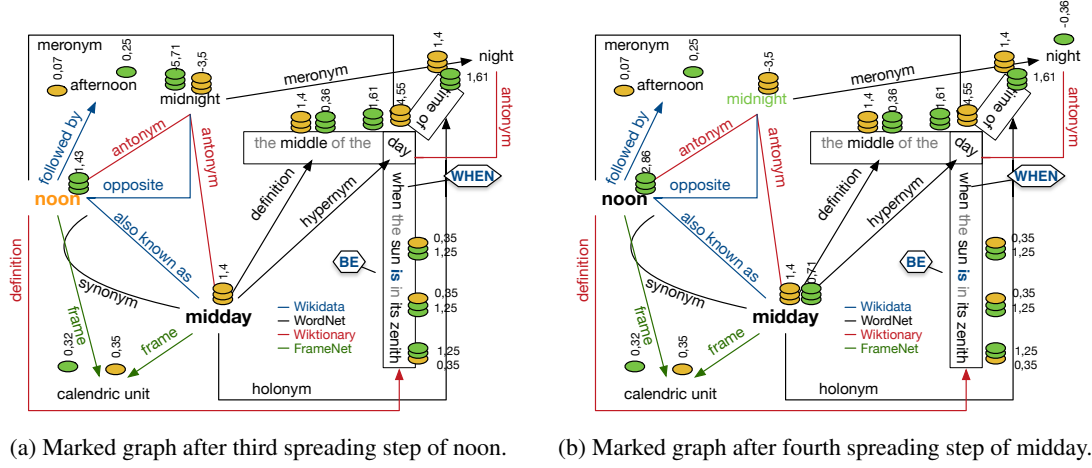 meronym
0,07
afternoon
0,25
-5,71
-3,5
midnight
meronym
1,4
night
1,61
time of
followed by
antonym
antonym
antonym
1,4
0,36
1,61
4,55
the middle of the
day
1,43
noon
opposite
WHEN
also known as
definition
hypernym
when the sun is in its zenith
definition
BE
0,35
1,25
synonym
1,4
midday
0,35
1,25
Wikidata
WordNet
Wiktionary
FrameNet
frame
frame
0,32
0,35
1,25
0,35
calendric unit
holonym
(a) Marked graph after third spreading step of noon.
-0,36
meronym
0,07
afternoon
0,25
-3,5
midnight
meronym
1,4
night
1,61
time of
followed by
antonym
antonym
antonym
1,4
0,36
1,61
4,55
the middle of the
day
2,86
noon
opposite
WHEN
also known as
definition
hypernym
when the sun is in its zenith
definition
BE
0,35
1,25
synonym
1,4
0,71
midday
0,35
1,25
Wikidata
WordNet
Wiktionary
FrameNet
frame
frame
0,32
0,35
1,25
0,35
calendric unit
holonym
(b) Marked graph after fourth spreading step of midday.